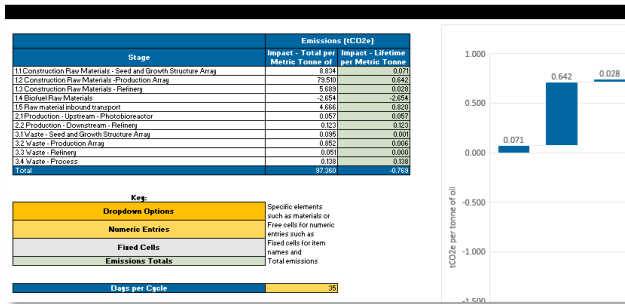 Emissions (tCO2e)
Stage
Impact - Total per Metric Tonne of
Impact - Lifetime per Metric Tonne
1.1 Construction Raw Materials - Seed and Growth Structure Array 8.834 0.071
1.2 Construction Raw Materials -Production Array 79.510 0.642
1.3 Construction Raw Materials - Refinery 5.689 0.028
1.4 Biofuel Raw Materials -2.654 -2.654
1.5 Raw material inbound transport 4.666 0.820
2.1 Production - Upstream - Photobioreactor 0.057 0.057
2.2 Production - Downstream - Refinery 0.123 0.123
3.1 Waste - Seed and Growth Structure Array 0.095 0.001
3.2 Waste - Production Array 0.852 0.006
3.3 Waste - Refinery 0.051 0.000
3.4 Waste - Process 0.138 0.138
Total 97.360 -0.769
Key:
Dropdown Options
Specific elements
such as materials or
Numeric Entries
Free cells for numeric
entries such as
Fixed Cells
Fixed cells for item
names and
Emissions Totals
Total emissions
Days per Cycle 35
tCO2e per tonne of oil
1.000
0.500
0.000
-0.500
-1.000
-1.500
0.071
0.642
0.028